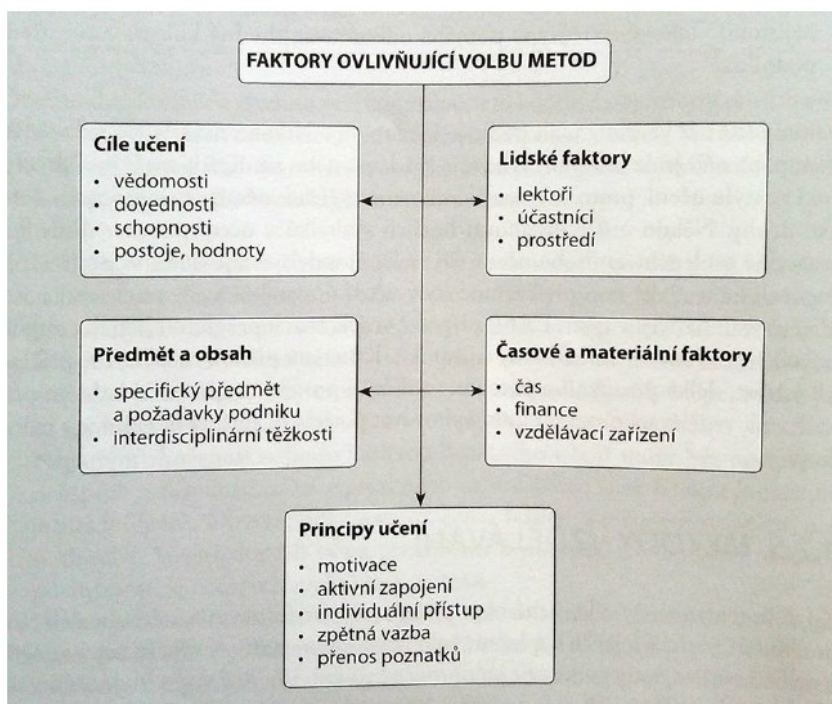 FAKTORY OVLIVŇUJÍCÍ VOLBU METOD
Cíle učení
• vědomosti
• dovednosti
• schopnosti
• postoje, hodnoty
Lidské faktory
• lektoři
• účastníci
• prostředí
Předmět a obsah
• specifický předmět
a požadavky podniku
• interdisciplinární těžkosti
Časové a materiální faktory
• čas
• finance
• vzdělávací zařízení
Principy učení
• motivace
• aktivní zapojení
• individuální přístup
• zpětná vazba
• přenos poznatků